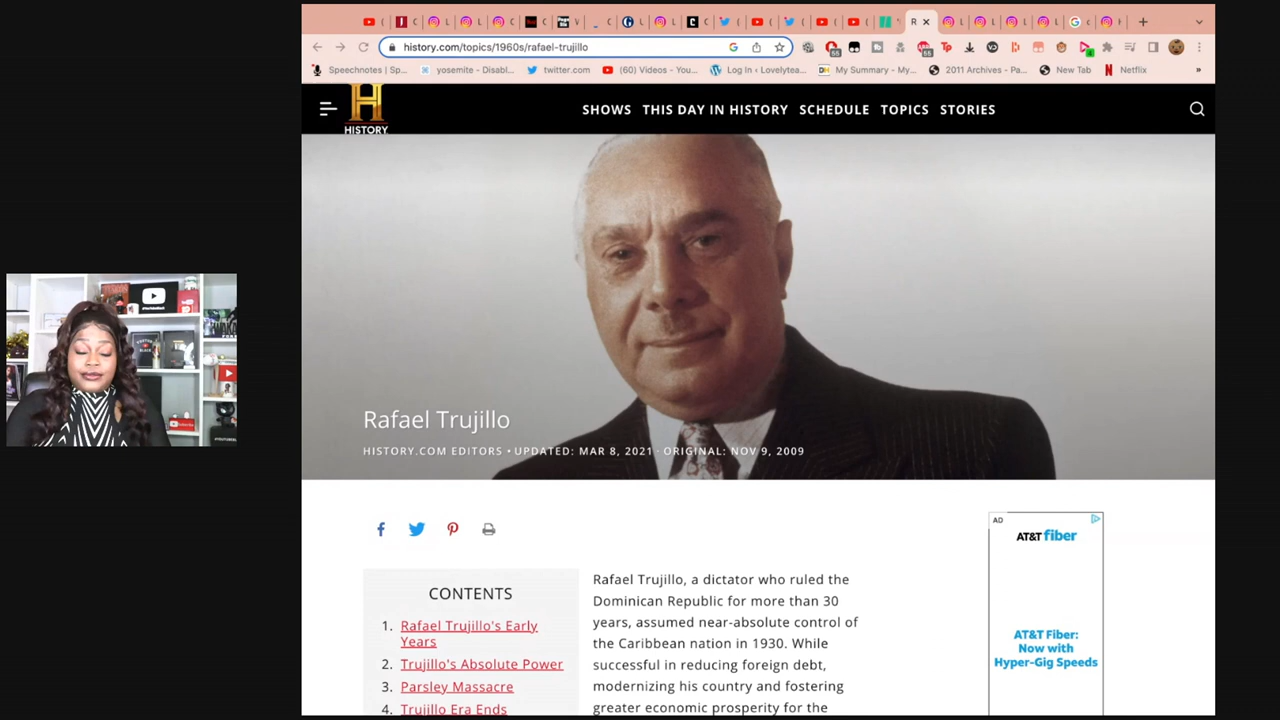 R
history.com/topics/1960s/rafael-trujillo
Speechnotes | Sp...
yosemite - Disabl...
twitter.com
(60) Videos - You...
Log In ‹ Lovelytea...
My Summary - My...
2011 Archives - Pa...
New Tab
Netflix
»
HISTORY
SHOWS
THIS DAY IN HISTORY
SCHEDULE
TOPICS
STORIES
Rafael Trujillo
HISTORY.COM EDITORS • UPDATED: MAR 8, 2021 · ORIGINAL: NOV 9, 2009
AD
AT&T fiber
AT&T Fiber:
Now with
Hyper-Gig Speeds
CONTENTS
1. Rafael Trujillo's Early
Years
2. Trujillo's Absolute Power
3. Parsley Massacre
4. Trujillo Era Ends
Rafael Trujillo, a dictator who ruled the
Dominican Republic for more than 30
years, assumed near-absolute control of
the Caribbean nation in 1930. While
successful in reducing foreign debt,
modernizing his country and fostering
greater economic prosperity for the